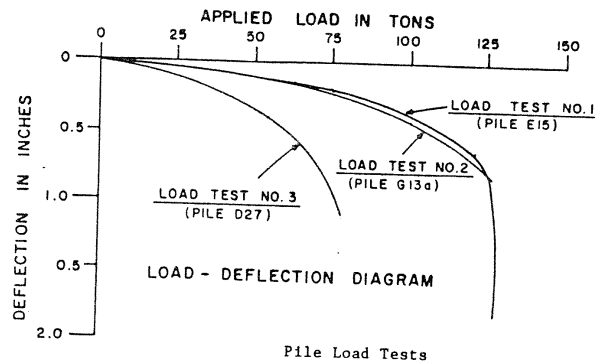 APPLIED LOAD IN TONS
0 25 50 75 100 125 150
DEFLECTION IN INCHES
0
0.5
1.0
0.5
2.0
LOAD TEST NO.1
(PILE E15)
LOAD TEST NO.2
(PILE G13a)
LOAD TEST NO.3
(PILE D27)
LOAD - DEFLECTION DIAGRAM
Pile Load Tests